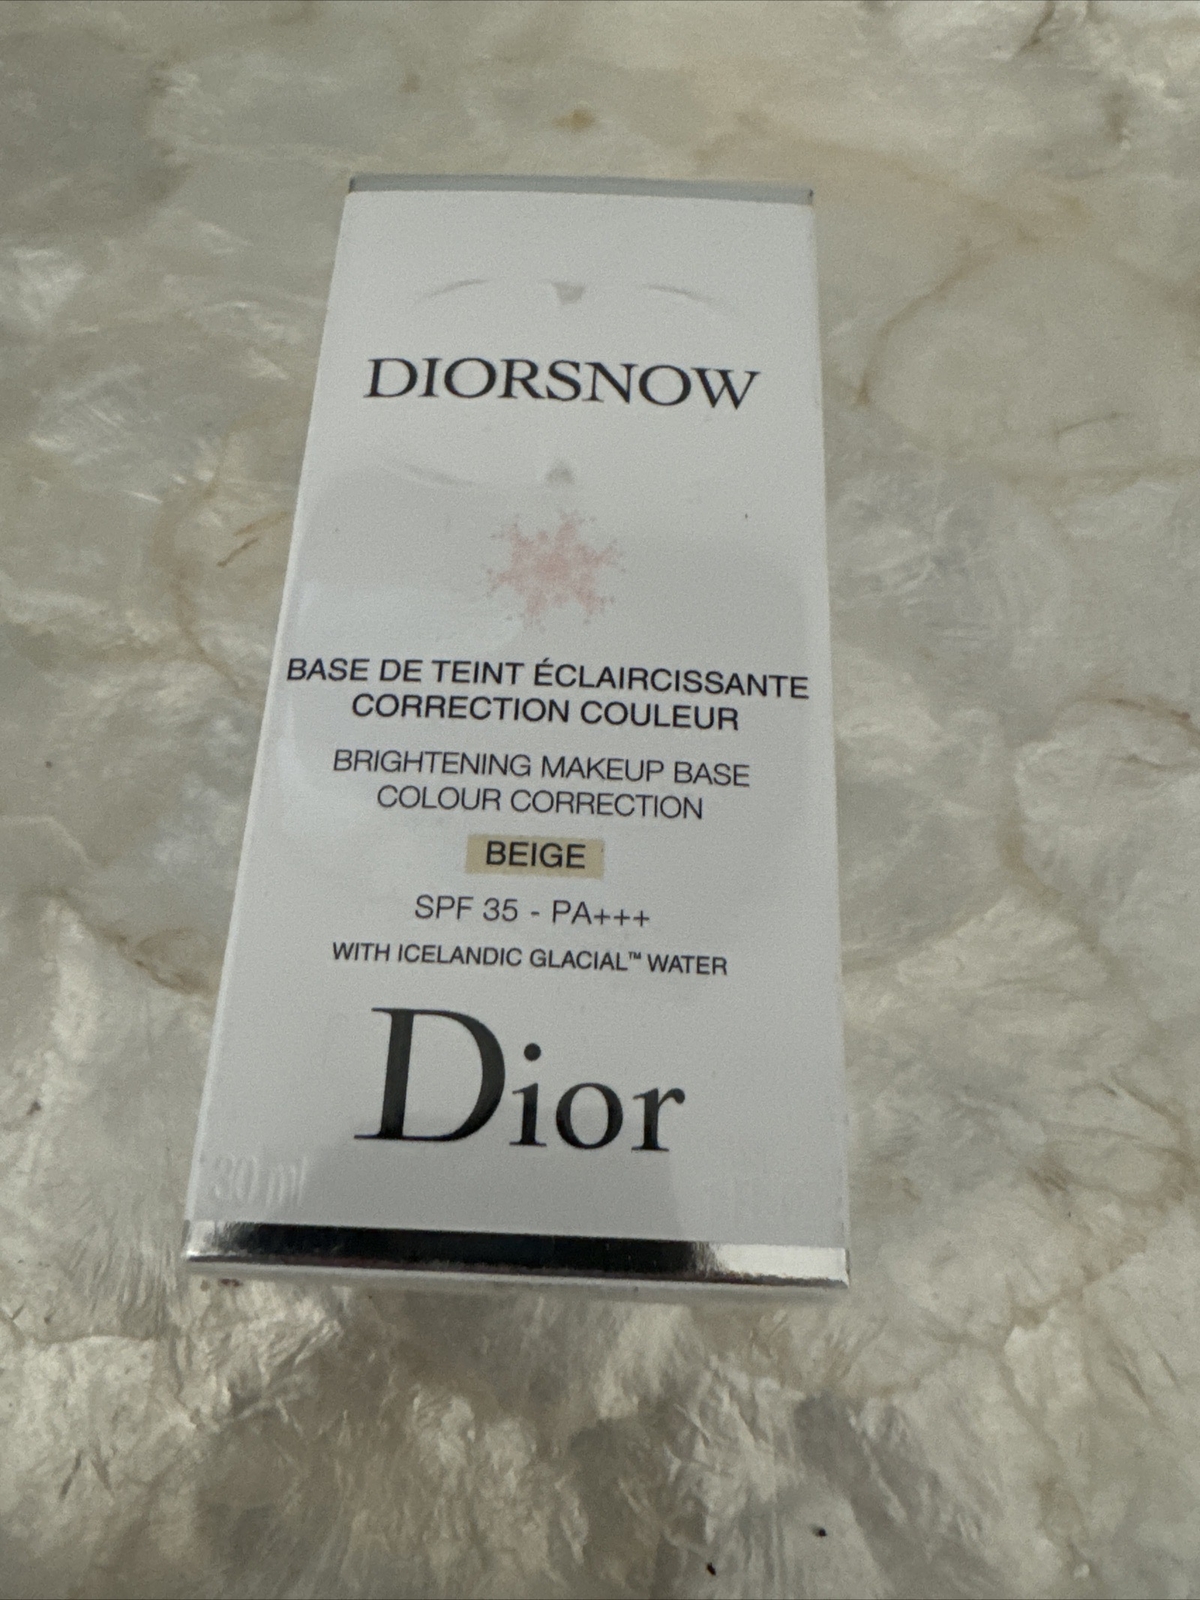 DIORSNOW
BASE DE TEINT ÉCLAIRCISSANTE
CORRECTION COULEUR
BRIGHTENING MAKEUP BASE
COLOUR CORRECTION
BEIGE
SPF 35 - PA+++
WITH ICELANDIC GLACIAL™ WATER
Dior
30 ml